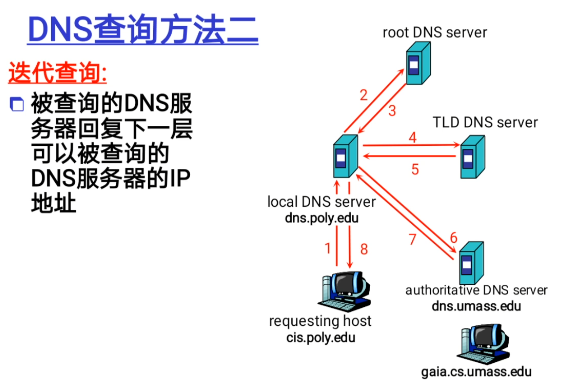 DNS查询方法二
迭代查询:
被查询的DNS服
务器回复下一层
可以被查询的
DNS服务器的IP
地址
root DNS server
2
3
TLD DNS server
4
5
local DNS server
dns.poly.edu
6
7
1
8
authoritative DNS server
dns.umass.edu
requesting host
cis.poly.edu
gaia.cs.umass.edu